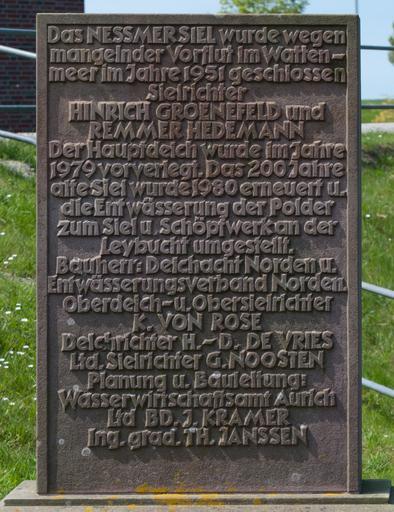 Das NESSMERSIEL wurde wegen
mangelnder Vorflut im Watten-
meer im Jahre 1951 geschlossen
Sielrichter
HINRICH GROENEFELD und
REMMER HEDEMANN
Der Hauptdeich wurde im Jahre
1979 vorverlegt. Das 200 Jahre
alte Siel wurde 1980 erneuert u.
die Entwässerung der Polder
zum Siel u. Schöpfwerk an der
Leybucht umgestellt.
Bauherr: Deichacht Norden u.
Entwässerungsverband Norden.
Oberdeich- u. Obersielrichter
K. VON ROSE
Deichrichter H.-D. DE VRIES
Ltd. Sielrichter G. NOOSTEN
Planung u. Bauleitung:
Wasserwirtschaftsamt Aurich
Ltd BD. J. KRAMER
Ing. grad. TH. JANSSEN